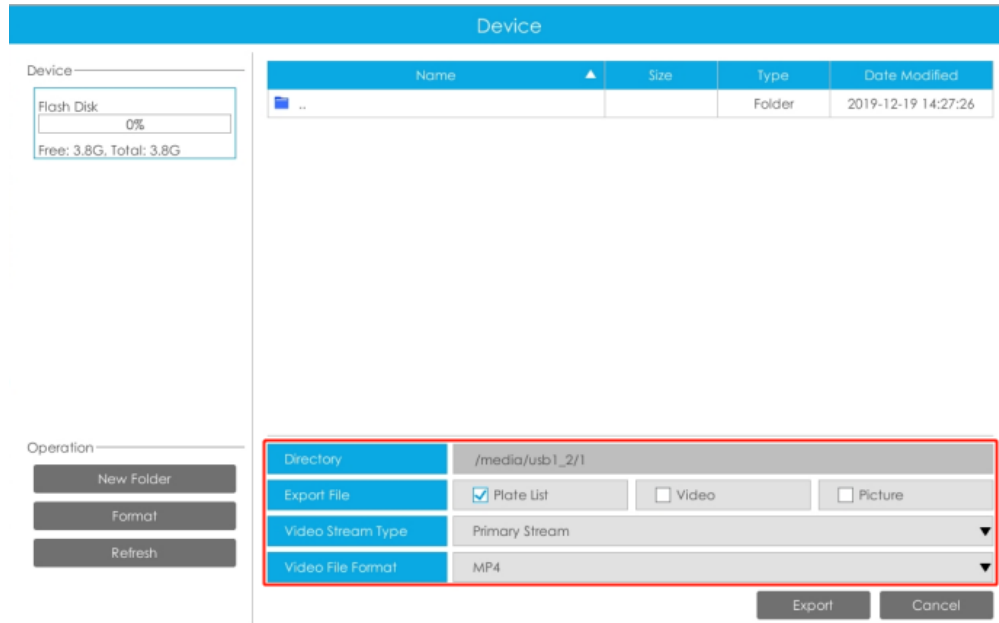 Device
Device
Flash Disk
0%
Free: 3.8G, Total: 3.8G
Name Size Type Date Modified
.. Folder 2019-12-19 14:27:26
Operation
New Folder
Format
Refresh
Directory /media/usb1_2/1
Export File Plate List Video Picture
Video Stream Type Primary Stream
Video File Format MP4
Export Cancel